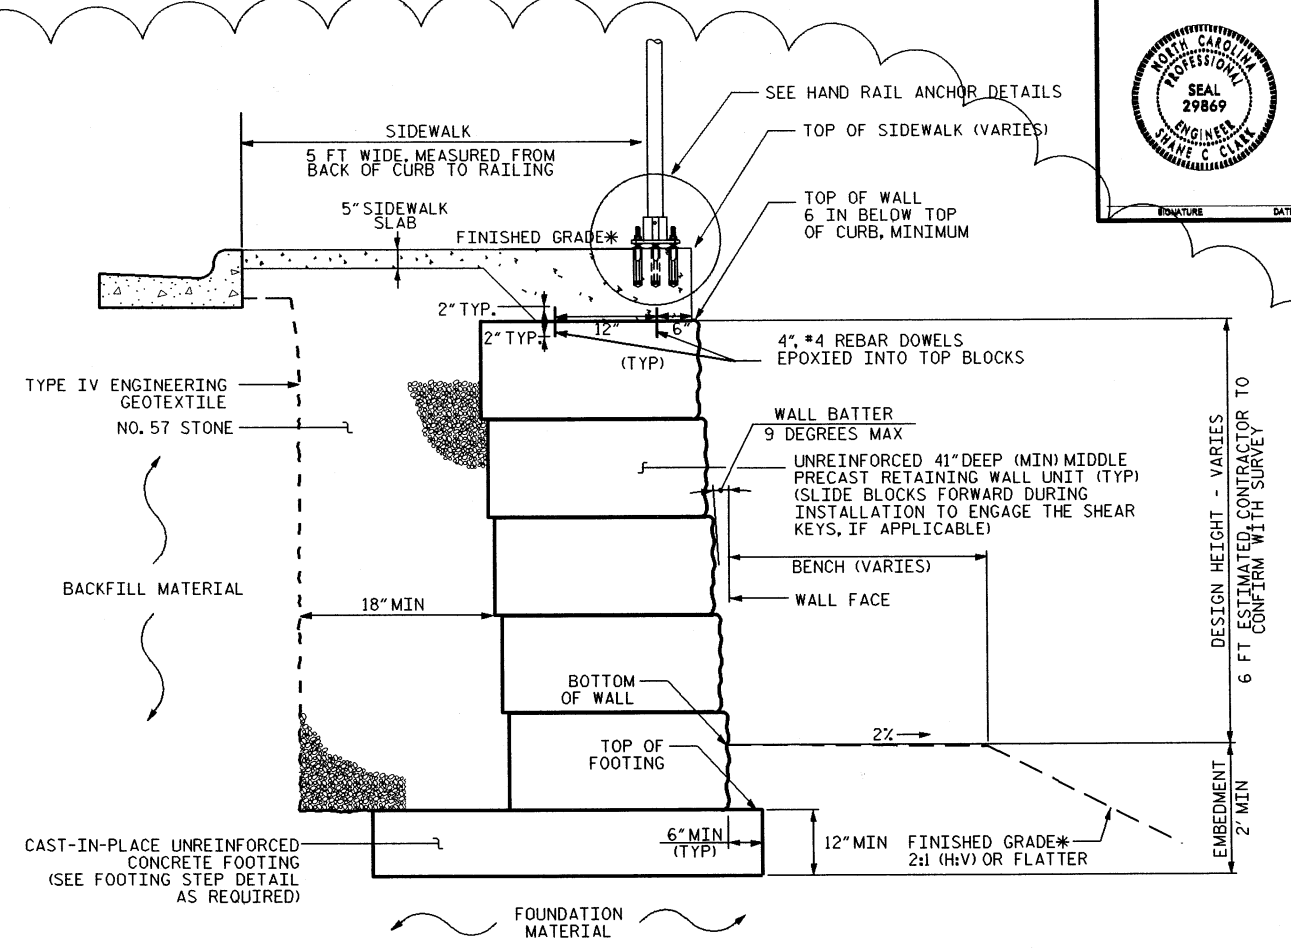 NORTH CAROLINA
PROFESSIONAL
SEAL
29869
ENGINEER
SHANE C CLARK
SIGNATURE
DAT
SEE HAND RAIL ANCHOR DETAILS
SIDEWALK
TOP OF SIDEWALK (VARIES)
5 FT WIDE, MEASURED FROM
BACK OF CURB TO RAILING
5" SIDEWALK
SLAB
TOP OF WALL
6 IN BELOW TOP
OF CURB, MINIMUM
FINISHED GRADE*
2" TYP.
12"
6"
2" TYP.
(TYP)
4", #4 REBAR DOWELS
EPOXIED INTO TOP BLOCKS
TYPE IV ENGINEERING
GEOTEXTILE
NO. 57 STONE
WALL BATTER
9 DEGREES MAX
UNREINFORCED 41" DEEP (MIN) MIDDLE
PRECAST RETAINING WALL UNIT (TYP)
(SLIDE BLOCKS FORWARD DURING
INSTALLATION TO ENGAGE THE SHEAR
KEYS, IF APPLICABLE)
DESIGN HEIGHT - VARIES
6 FT ESTIMATED, CONTRACTOR TO
CONFIRM WITH SURVEY
BENCH (VARIES)
BACKFILL MATERIAL
18" MIN
WALL FACE
BOTTOM
OF WALL
2%
TOP OF
FOOTING
EMBEDMENT
2' MIN
CAST-IN-PLACE UNREINFORCED
CONCRETE FOOTING
(SEE FOOTING STEP DETAIL
AS REQUIRED)
6" MIN
(TYP)
12" MIN
FINISHED GRADE*
2:1 (H:V) OR FLATTER
FOUNDATION
MATERIAL